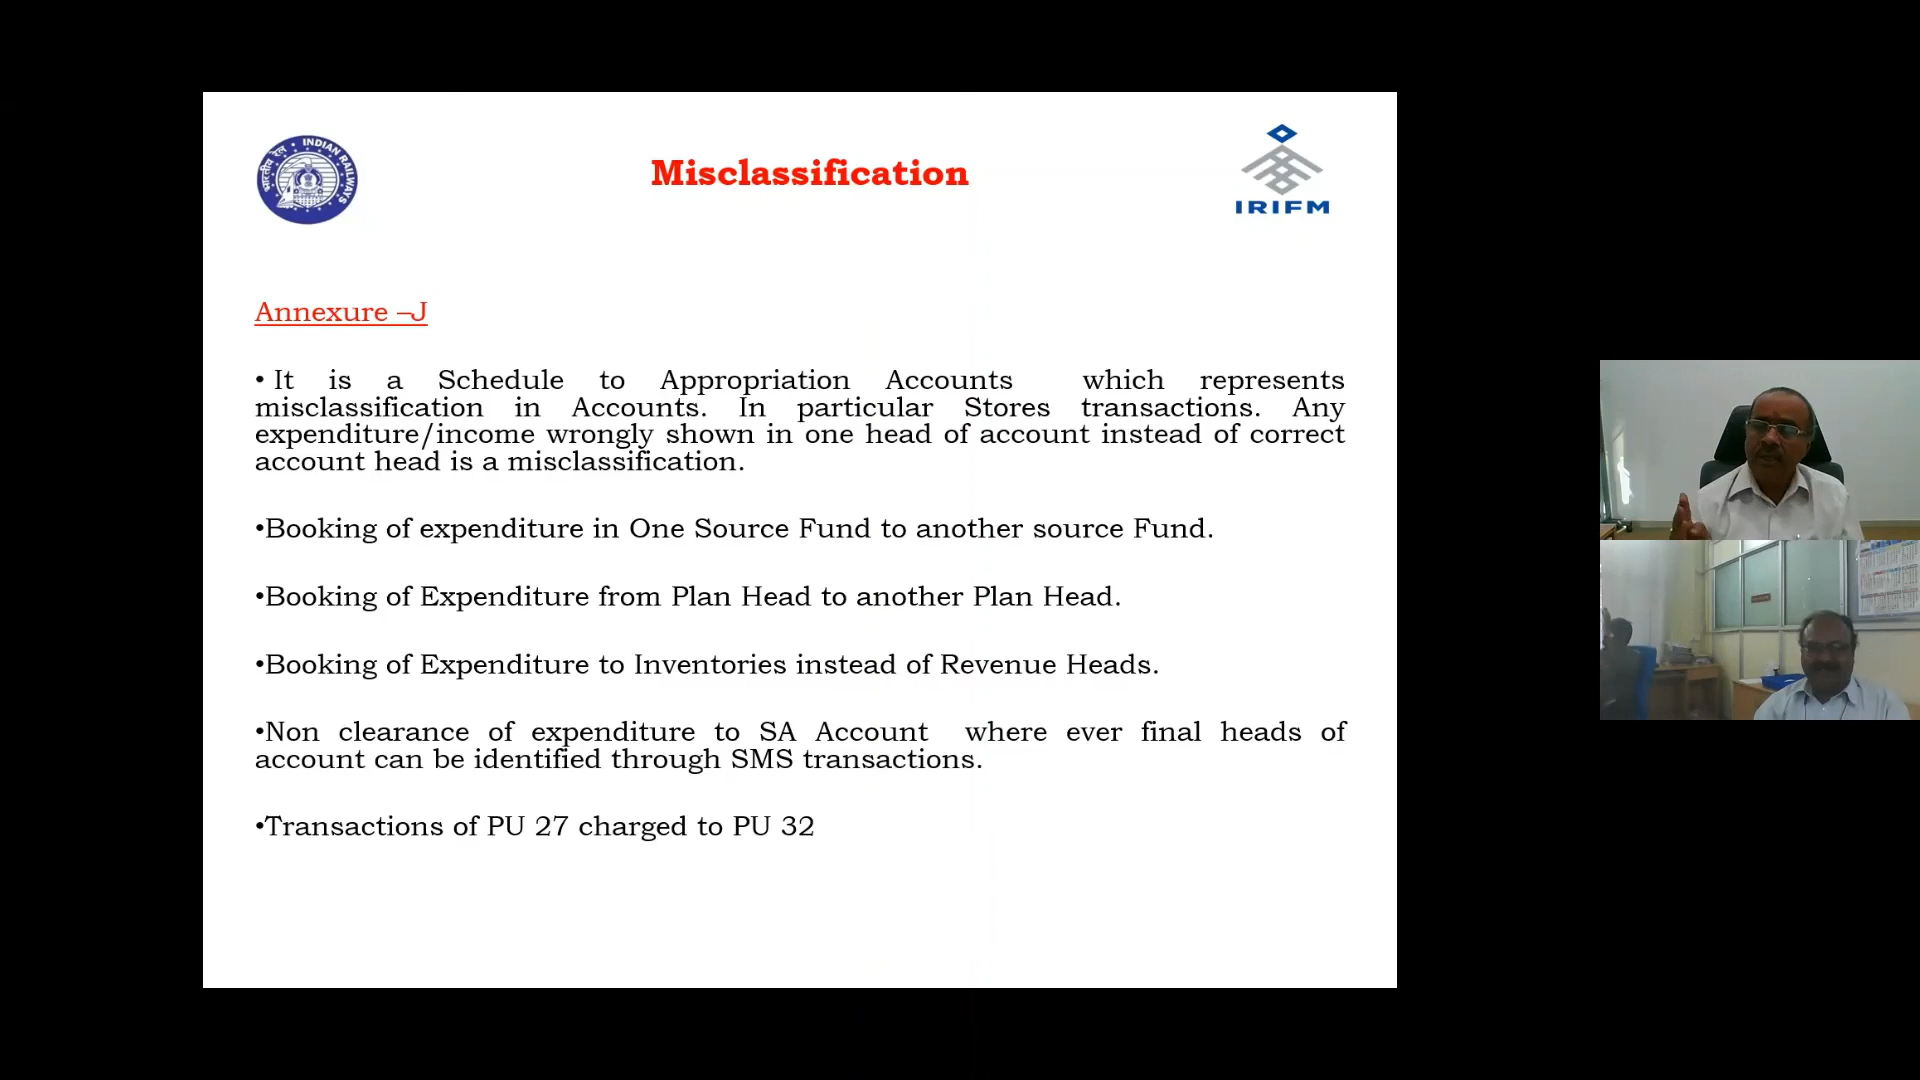 भारतीय रेल • INDIAN RAILWAYS
Misclassification
IRIFM
Annexure –J
• It is a Schedule to Appropriation Accounts which represents
misclassification in Accounts. In particular Stores transactions. Any
expenditure/income wrongly shown in one head of account instead of correct
account head is a misclassification.
•Booking of expenditure in One Source Fund to another source Fund.
•Booking of Expenditure from Plan Head to another Plan Head.
•Booking of Expenditure to Inventories instead of Revenue Heads.
•Non clearance of expenditure to SA Account where ever final heads of
account can be identified through SMS transactions.
•Transactions of PU 27 charged to PU 32